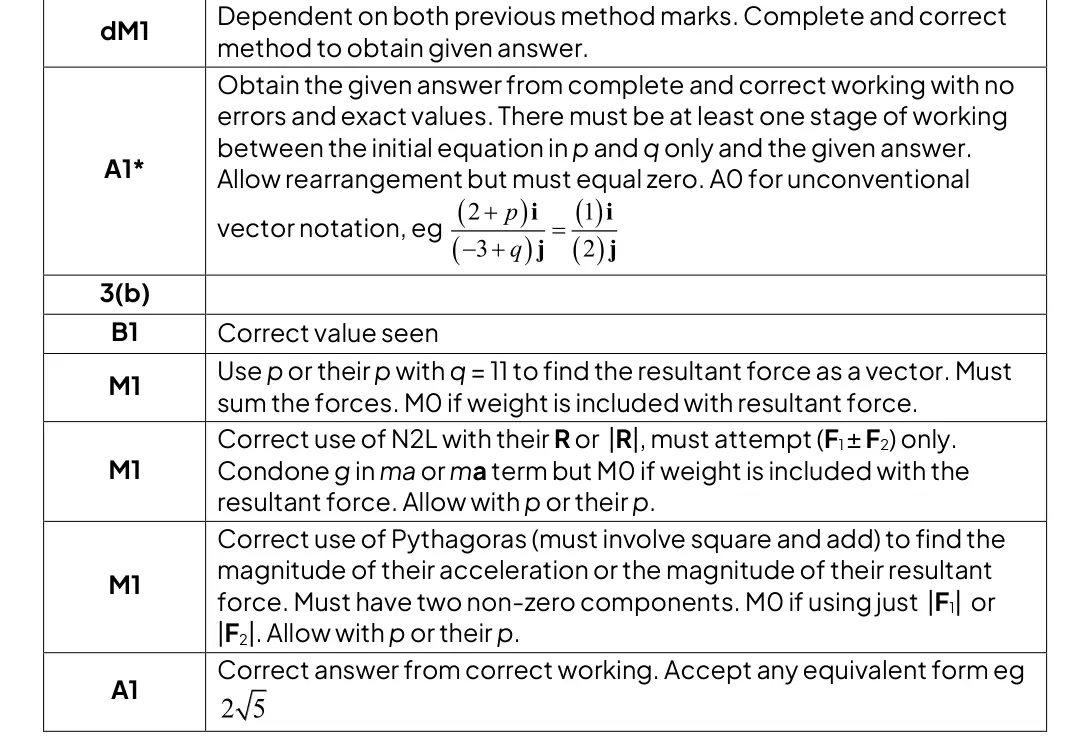 dM1
Dependent on both previous method marks. Complete and correct
method to obtain given answer.
A1*
Obtain the given answer from complete and correct working with no
errors and exact values. There must be at least one stage of working
between the initial equation in p and q only and the given answer.
Allow rearrangement but must equal zero. A0 for unconventional
vector notation, eg (2 + p)i / (−3 + q)j = (1)i / (2)j
3(b)
B1
Correct value seen
M1
Use p or their p with q = 11 to find the resultant force as a vector. Must
sum the forces. M0 if weight is included with resultant force.
M1
Correct use of N2L with their R or |R|, must attempt (F₁ ± F₂) only.
Condone g in ma or ma term but M0 if weight is included with the
resultant force. Allow with p or their p.
M1
Correct use of Pythagoras (must involve square and add) to find the
magnitude of their acceleration or the magnitude of their resultant
force. Must have two non-zero components. M0 if using just |F₁| or
|F₂|. Allow with p or their p.
A1
Correct answer from correct working. Accept any equivalent form eg
2√5